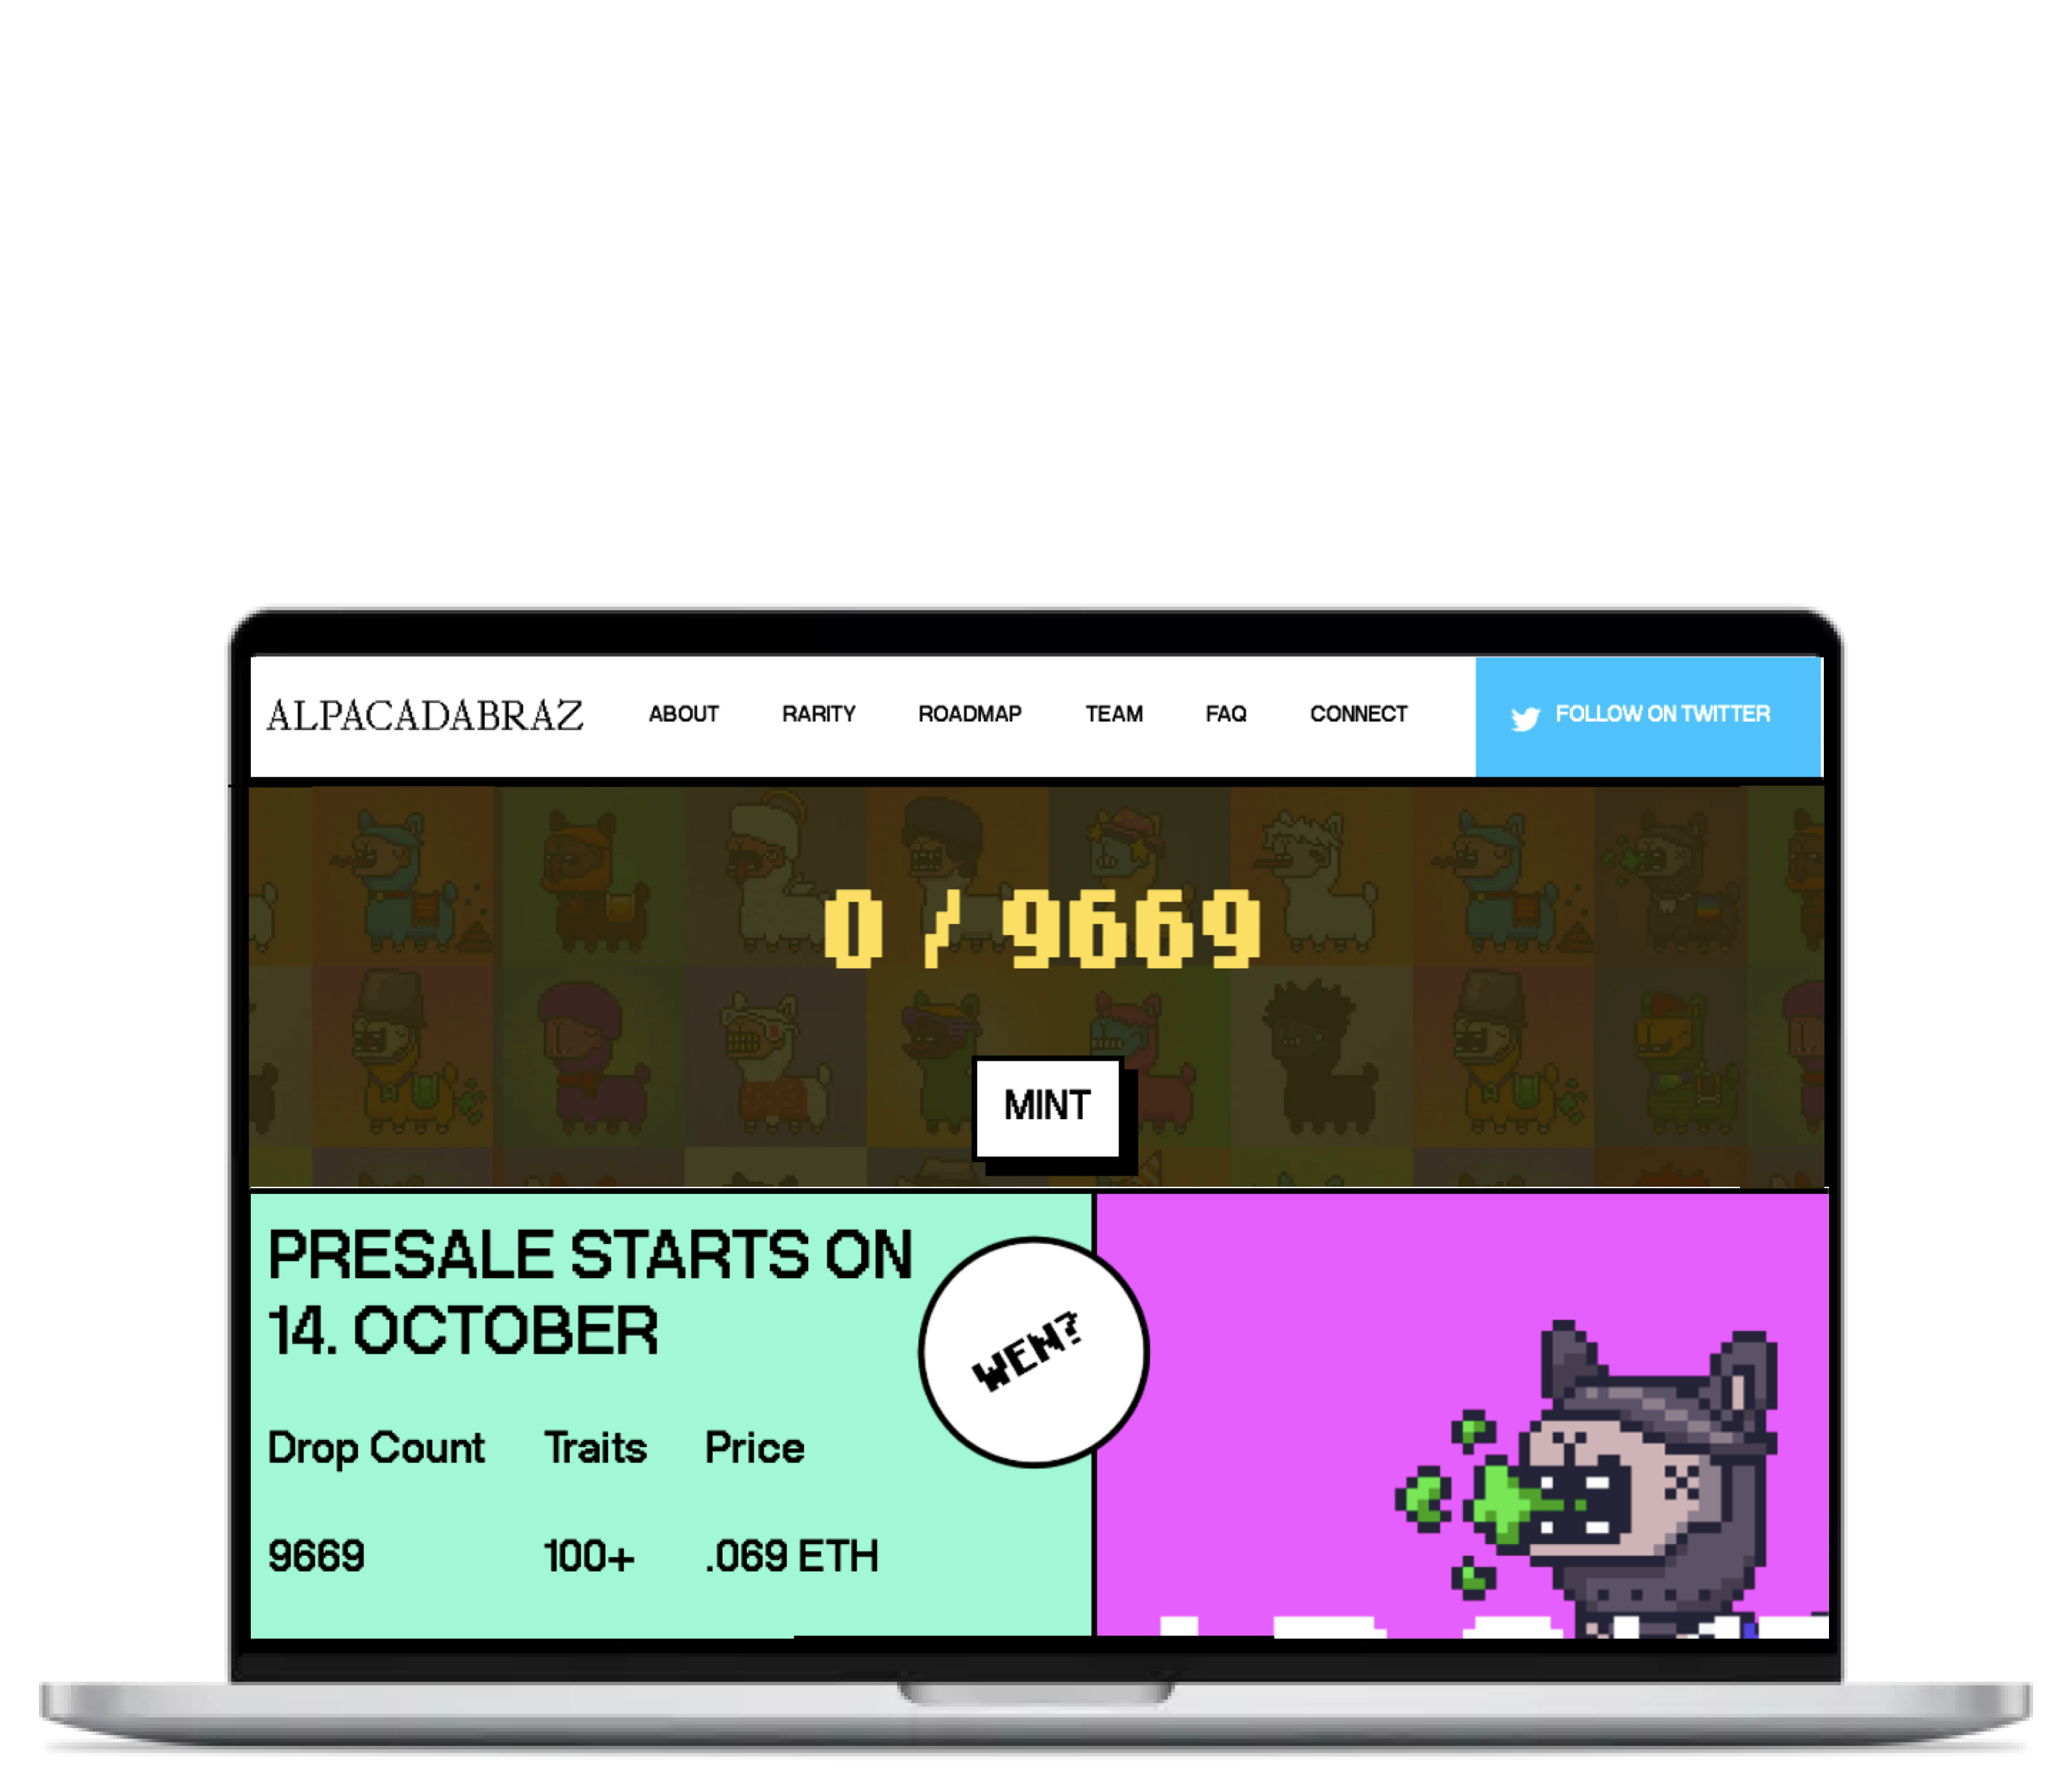 ALPACADABRAZ ABOUT RARITY ROADMAP TEAM FAQ CONNECT FOLLOW ON TWITTER
0 / 9669
MINT
PRESALE STARTS ON
14. OCTOBER
WEN?
Drop Count Traits Price
9669 100+ .069 ETH